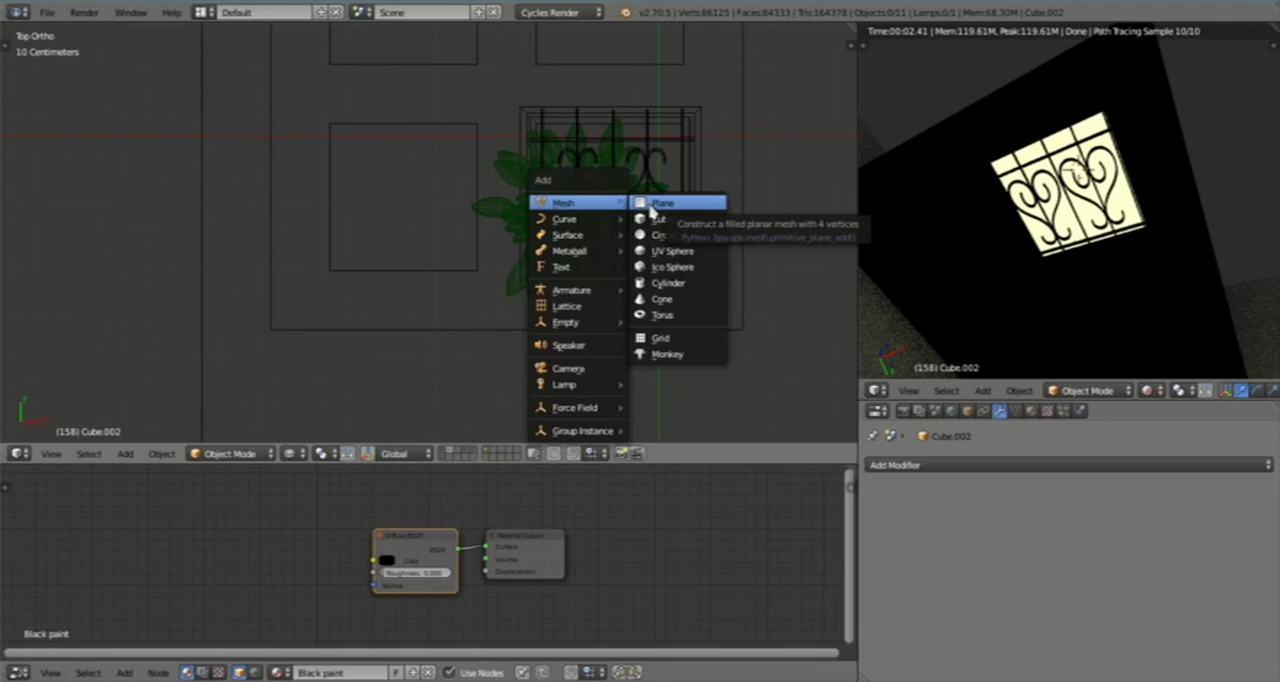 File Render Window Help Default Scene Cycles Render v2.70.5 | Verts:86125 | Faces:84333 | Tris:164378 | Objects:0/11 | Lamps:0/1 | Mem:68.30M | Cube.002
Top Ortho
10 Centimeters
Time:00:02.41 | Mem:119.61M, Peak:119.61M | Done | Path Tracing Sample 10/10
Add
Mesh
Curve
Surface
Metaball
Text
Armature
Lattice
Empty
Speaker
Camera
Lamp
Force Field
Group Instance
Plane
UV Sphere
Ico Sphere
Cylinder
Cone
Torus
Grid
Monkey
Construct a filled planar mesh with 4 vertices
Python: bpy.ops.mesh.primitive_plane_add()
(158) Cube.002
View Select Add Object Object Mode Global
(158) Cube.002
View Select Add Object Object Mode
Cube.002
Add Modifier
Diffuse BSDF
BSDF
Color
Roughness: 0.000
Normal
Material Output
Surface
Volume
Displacement
Black paint
View Select Add Node Black paint F Use Nodes